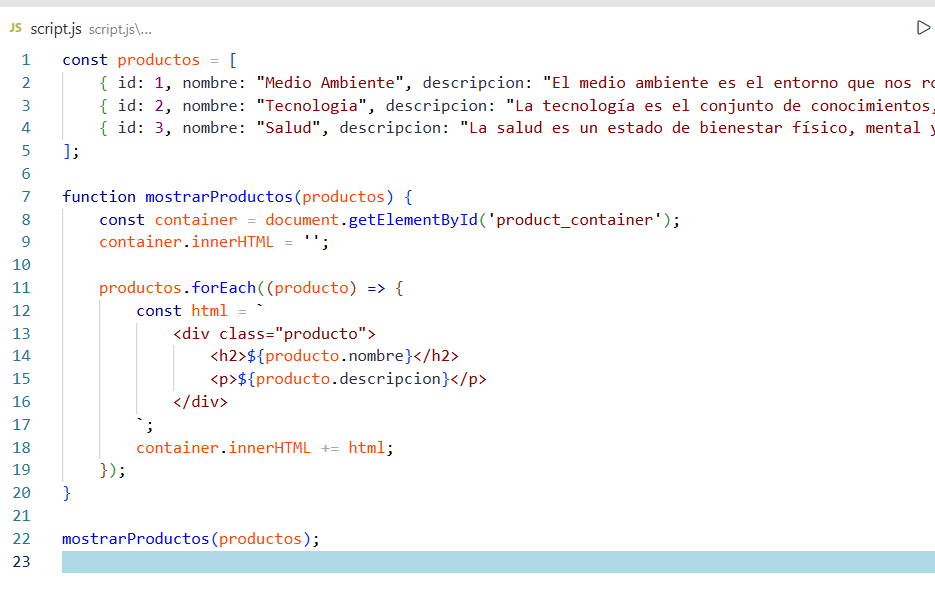 JS script.js script.js\...
1 const productos = [
2 { id: 1, nombre: "Medio Ambiente", descripcion: "El medio ambiente es el entorno que nos
3 { id: 2, nombre: "Tecnologia", descripcion: "La tecnología es el conjunto de conocimientos,
4 { id: 3, nombre: "Salud", descripcion: "La salud es un estado de bienestar físico, mental y
5 ];
6
7 function mostrarProductos(productos) {
8 const container = document.getElementById('product_container');
9 container.innerHTML = '';
10
11 productos.forEach((producto) => {
12 const html = `
13 <div class="producto">
14 <h2>${producto.nombre}</h2>
15 <p>${producto.descripcion}</p>
16 </div>
17 `;
18 container.innerHTML += html;
19 });
20 }
21
22 mostrarProductos(productos);
23